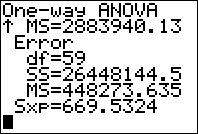 One-way ANOVA
↑ MS=2883940.13
Error
df=59
SS=26448144.5
MS=448273.635
Sxp=669.5324